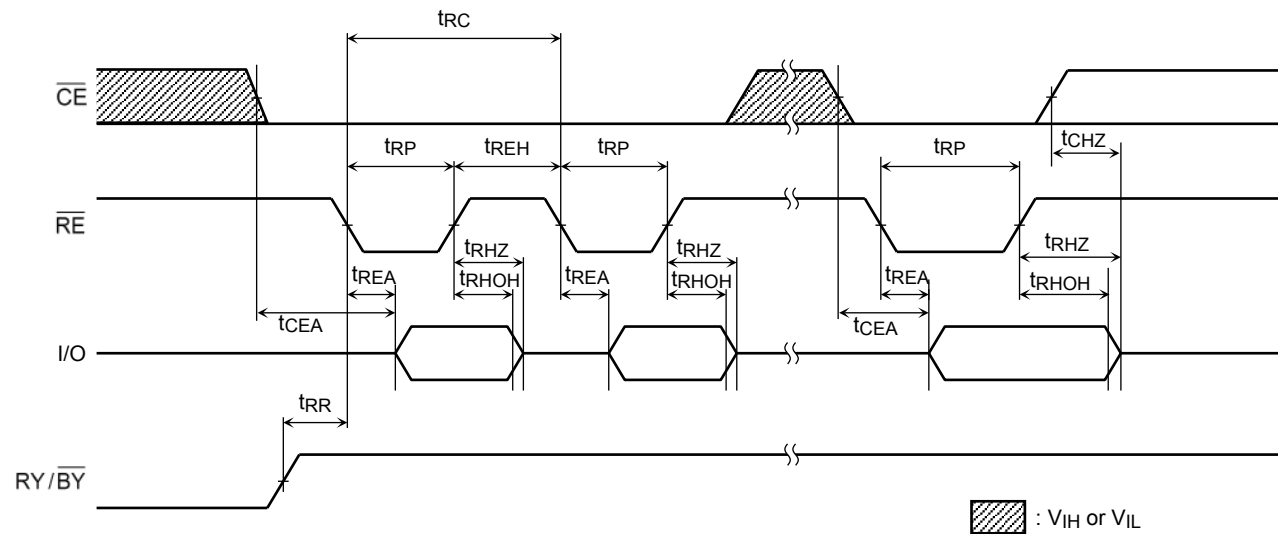 tRC
CE
tCHZ
tRP tREH tRP tRP
RE
tRHZ tRHZ tRHZ
tREA tRHOH tREA tRHOH tREA tRHOH
tCEA tCEA
I/O
tRR
RY/BY
: VIH or VIL